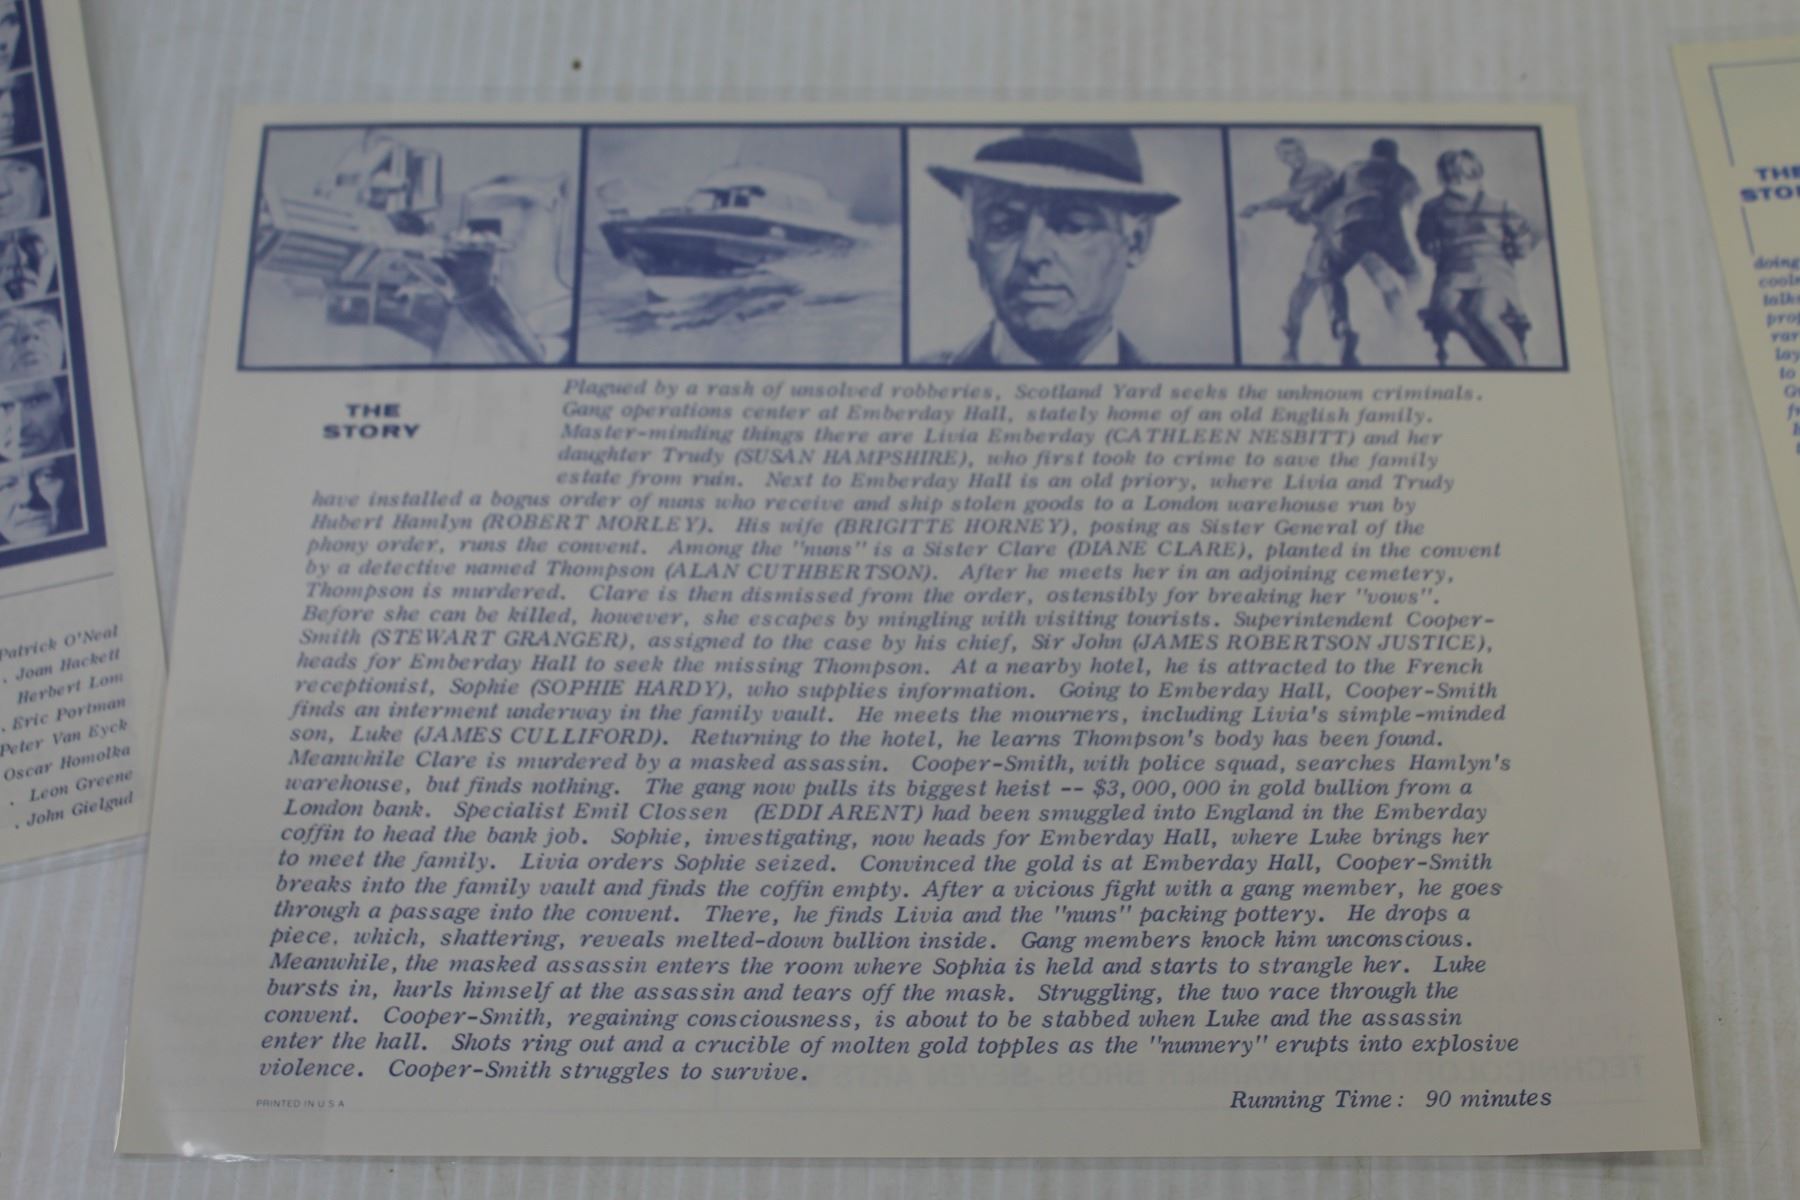 THE
STORY
Plagued by a rash of unsolved robberies, Scotland Yard seeks the unknown criminals.
Gang operations center at Emberday Hall, stately home of an old English family.
Master-minding things there are Livia Emberday (CATHLEEN NESBITT) and her
daughter Trudy (SUSAN HAMPSHIRE), who first took to crime to save the family
estate from ruin. Next to Emberday Hall is an old priory, where Livia and Trudy
have installed a bogus order of nuns who receive and ship stolen goods to a London warehouse run by
Hubert Hamlyn (ROBERT MORLEY). His wife (BRIGITTE HORNEY), posing as Sister General of the
phony order, runs the convent. Among the "nuns" is a Sister Clare (DIANE CLARE), planted in the convent
by a detective named Thompson (ALAN CUTHBERTSON). After he meets her in an adjoining cemetery,
Thompson is murdered. Clare is then dismissed from the order, ostensibly for breaking her "vows".
Before she can be killed, however, she escapes by mingling with visiting tourists. Superintendent Cooper-
Smith (STEWART GRANGER), assigned to the case by his chief, Sir John (JAMES ROBERTSON JUSTICE),
heads for Emberday Hall to seek the missing Thompson. At a nearby hotel, he is attracted to the French
receptionist, Sophie (SOPHIE HARDY), who supplies information. Going to Emberday Hall, Cooper-Smith
finds an interment underway in the family vault. He meets the mourners, including Livia's simple-minded
son, Luke (JAMES CULLIFORD). Returning to the hotel, he learns Thompson's body has been found.
Meanwhile Clare is murdered by a masked assassin. Cooper-Smith, with police squad, searches Hamlyn's
warehouse, but finds nothing. The gang now pulls its biggest heist -- $3,000,000 in gold bullion from a
London bank. Specialist Emil Clossen (EDDI ARENT) had been smuggled into England in the Emberday
coffin to head the bank job. Sophie, investigating, now heads for Emberday Hall, where Luke brings her
to meet the family. Livia orders Sophie seized. Convinced the gold is at Emberday Hall, Cooper-Smith
breaks into the family vault and finds the coffin empty. After a vicious fight with a gang member, he goes
through a passage into the convent. There, he finds Livia and the "nuns" packing pottery. He drops a
piece, which, shattering, reveals melted-down bullion inside. Gang members knock him unconscious.
Meanwhile, the masked assassin enters the room where Sophia is held and starts to strangle her. Luke
bursts in, hurls himself at the assassin and tears off the mask. Struggling, the two race through the
convent. Cooper-Smith, regaining consciousness, is about to be stabbed when Luke and the assassin
enter the hall. Shots ring out and a crucible of molten gold topples as the "nunnery" erupts into explosive
violence. Cooper-Smith struggles to survive.
PRINTED IN U S A
Running Time: 90 minutes
Patrick O'Neal
. Joan Hackett
Herbert Lom
. Eric Portman
Peter Van Eyck
Oscar Homolka
. Leon Greene
. John Gielgud
THE
doing